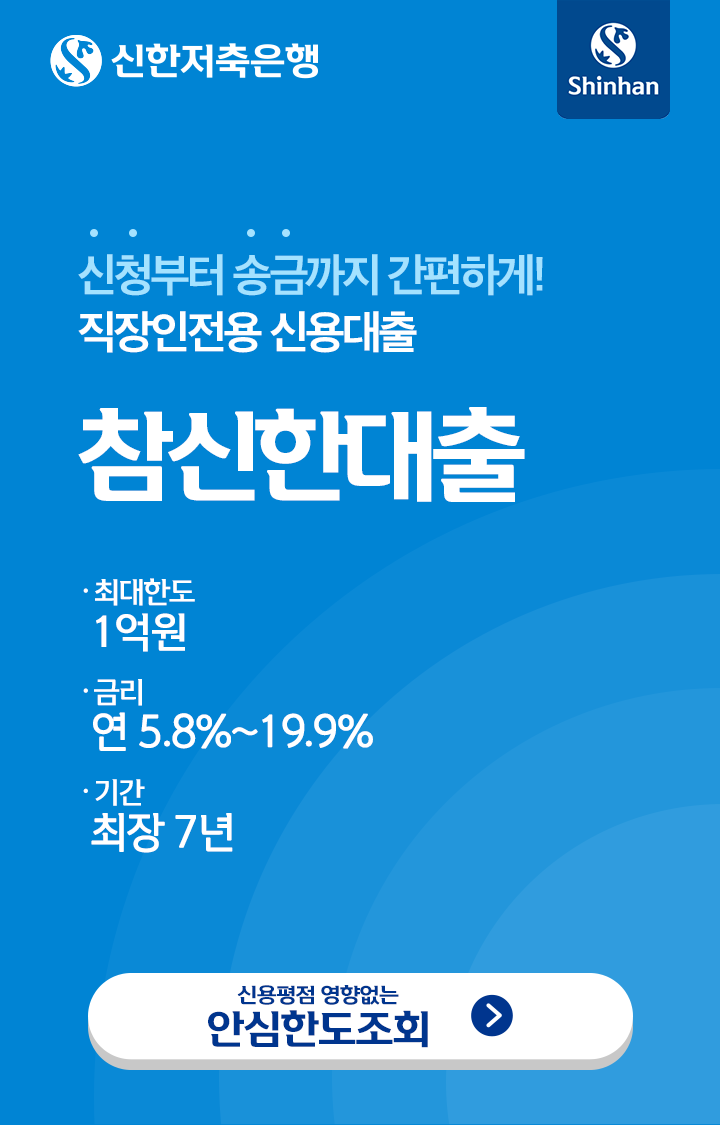 신한저축은행
Shinhan
신청부터 송금까지 간편하게!
직장인전용 신용대출
참신한대출
· 최대한도
1억원
· 금리
연 5.8%~19.9%
· 기간
최장 7년
신용평점 영향없는
안심한도조회